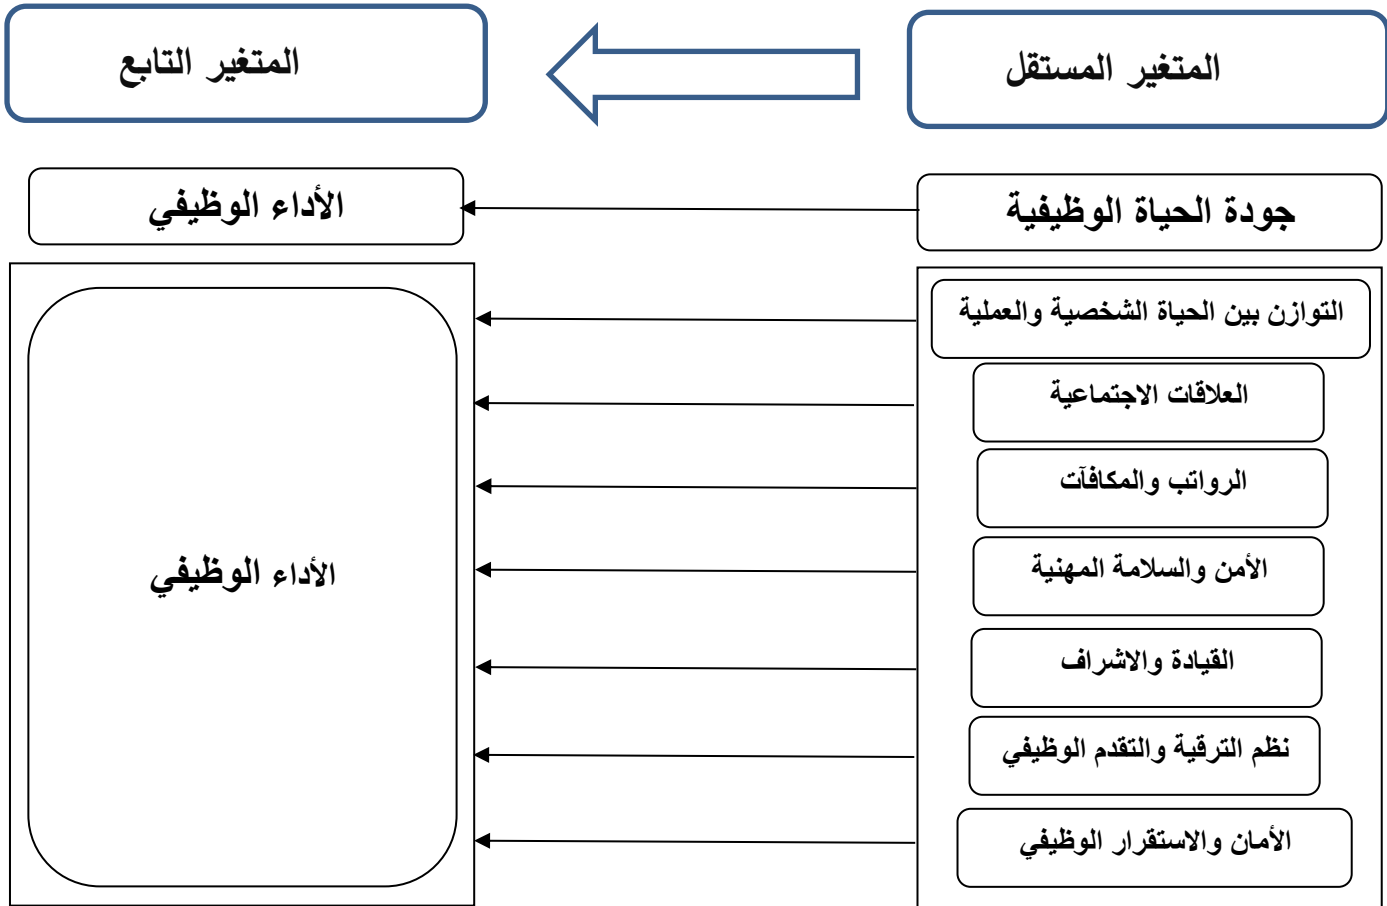 المتغير المستقل
المتغير التابع
جودة الحياة الوظيفية
الأداء الوظيفي
التوازن بين الحياة الشخصية والعملية
العلاقات الاجتماعية
الرواتب والمكافآت
الأمن والسلامة المهنية
القيادة والاشراف
نظم الترقية والتقدم الوظيفي
الأمان والاستقرار الوظيفي
الأداء الوظيفي